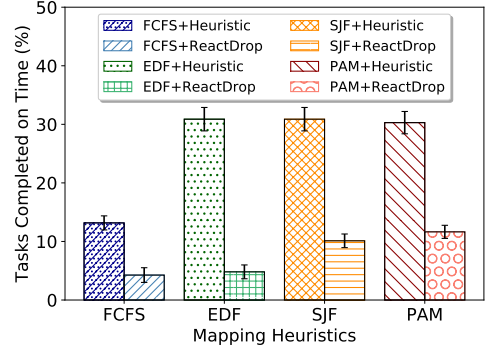 50
40
30
20
10
0
Tasks Completed on Time (%)
FCFS+Heuristic
FCFS+ReactDrop
EDF+Heuristic
EDF+ReactDrop
SJF+Heuristic
SJF+ReactDrop
PAM+Heuristic
PAM+ReactDrop
FCFS EDF SJF PAM
Mapping Heuristics